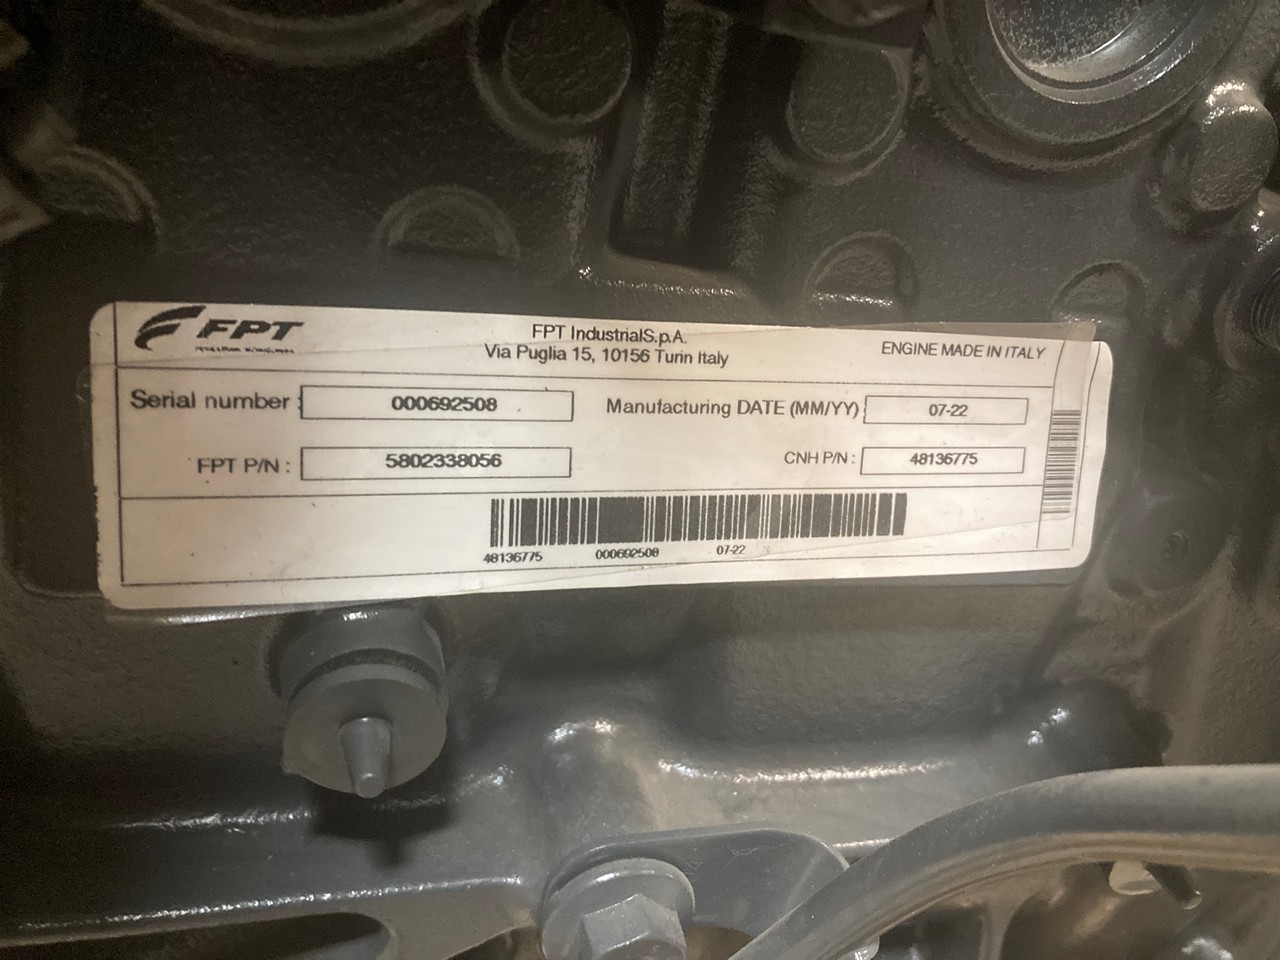 FPT
FPT IndustrialS.p.A.
Via Puglia 15, 10156 Turin Italy
ENGINE MADE IN ITALY
Serial number : 000692508
Manufacturing DATE (MM/YY) 07-22
FPT P/N : 5802338056
CNH P/N : 48136775
48136775 000692508 07-22